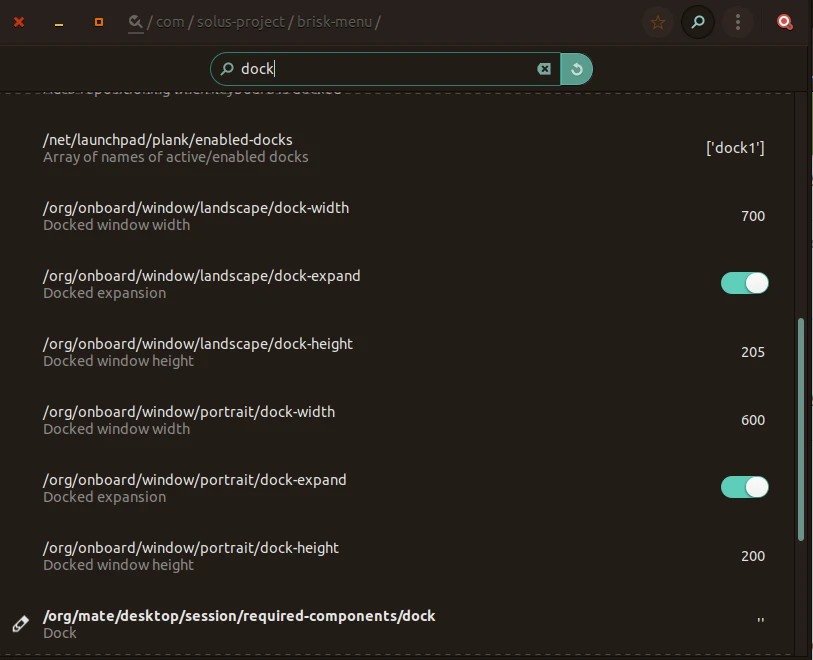 / com / solus-project / brisk-menu /
dock
/net/launchpad/plank/enabled-docks
Array of names of active/enabled docks
['dock1']
/org/onboard/window/landscape/dock-width
Docked window width
700
/org/onboard/window/landscape/dock-expand
Docked expansion
/org/onboard/window/landscape/dock-height
Docked window height
205
/org/onboard/window/portrait/dock-width
Docked window width
600
/org/onboard/window/portrait/dock-expand
Docked expansion
/org/onboard/window/portrait/dock-height
Docked window height
200
/org/mate/desktop/session/required-components/dock
Dock
''